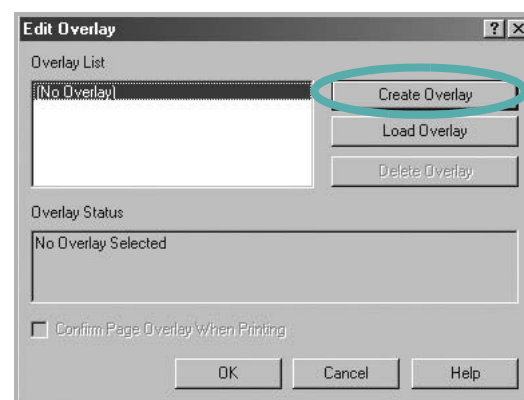 Edit Overlay
Overlay List
(No Overlay)
Create Overlay
Load Overlay
Delete Overlay
Overlay Status
No Overlay Selected
Confirm Page Overlay When Printing
OK Cancel Help